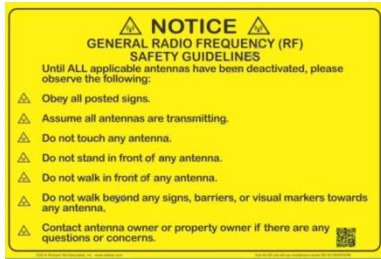 NOTICE
GENERAL RADIO FREQUENCY (RF)
SAFETY GUIDELINES
Until ALL applicable antennas have been deactivated, please
observe the following:
Obey all posted signs.
Assume all antennas are transmitting.
Do not touch any antenna.
Do not stand in front of any antenna.
Do not walk in front of any antenna.
Do not walk beyond any signs, barriers, or visual markers towards
any antenna.
Contact antenna owner or property owner if there are any
questions or concerns.